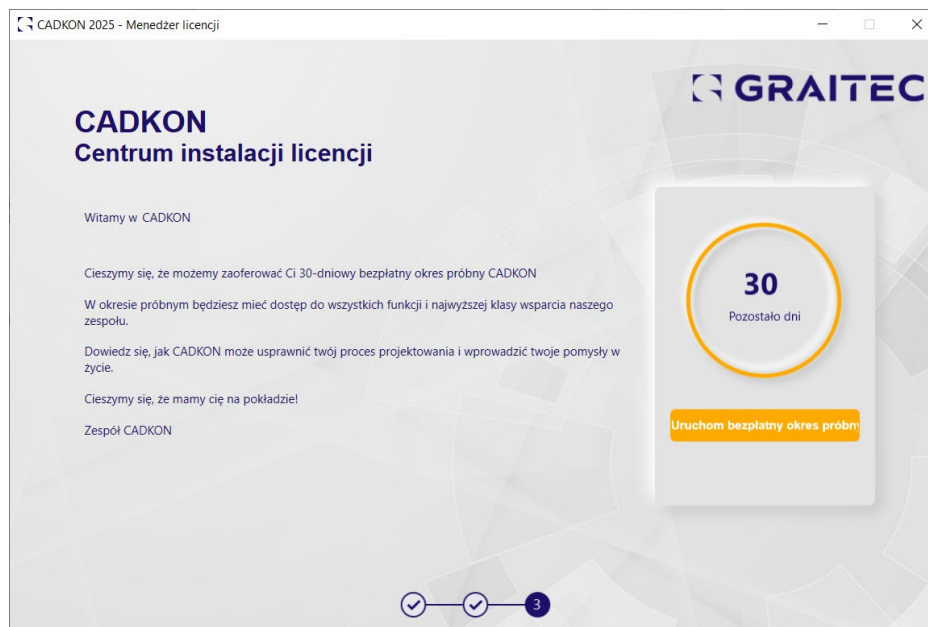 CADKON 2025 - Menedżer licencji
GRAITEC
CADKON
Centrum instalacji licencji
Witamy w CADKON
Cieszymy się, że możemy zaoferować Ci 30-dniowy bezpłatny okres próbny CADKON
W okresie próbnym będziesz mieć dostęp do wszystkich funkcji i najwyższej klasy wsparcia naszego
zespołu.
Dowiedz się, jak CADKON może usprawnić twój proces projektowania i wprowadzić twoje pomysły w
życie.
Cieszymy się, że mamy cię na pokładzie!
Zespół CADKON
30
Pozostało dni
Uruchom bezpłatny okres próbny
3